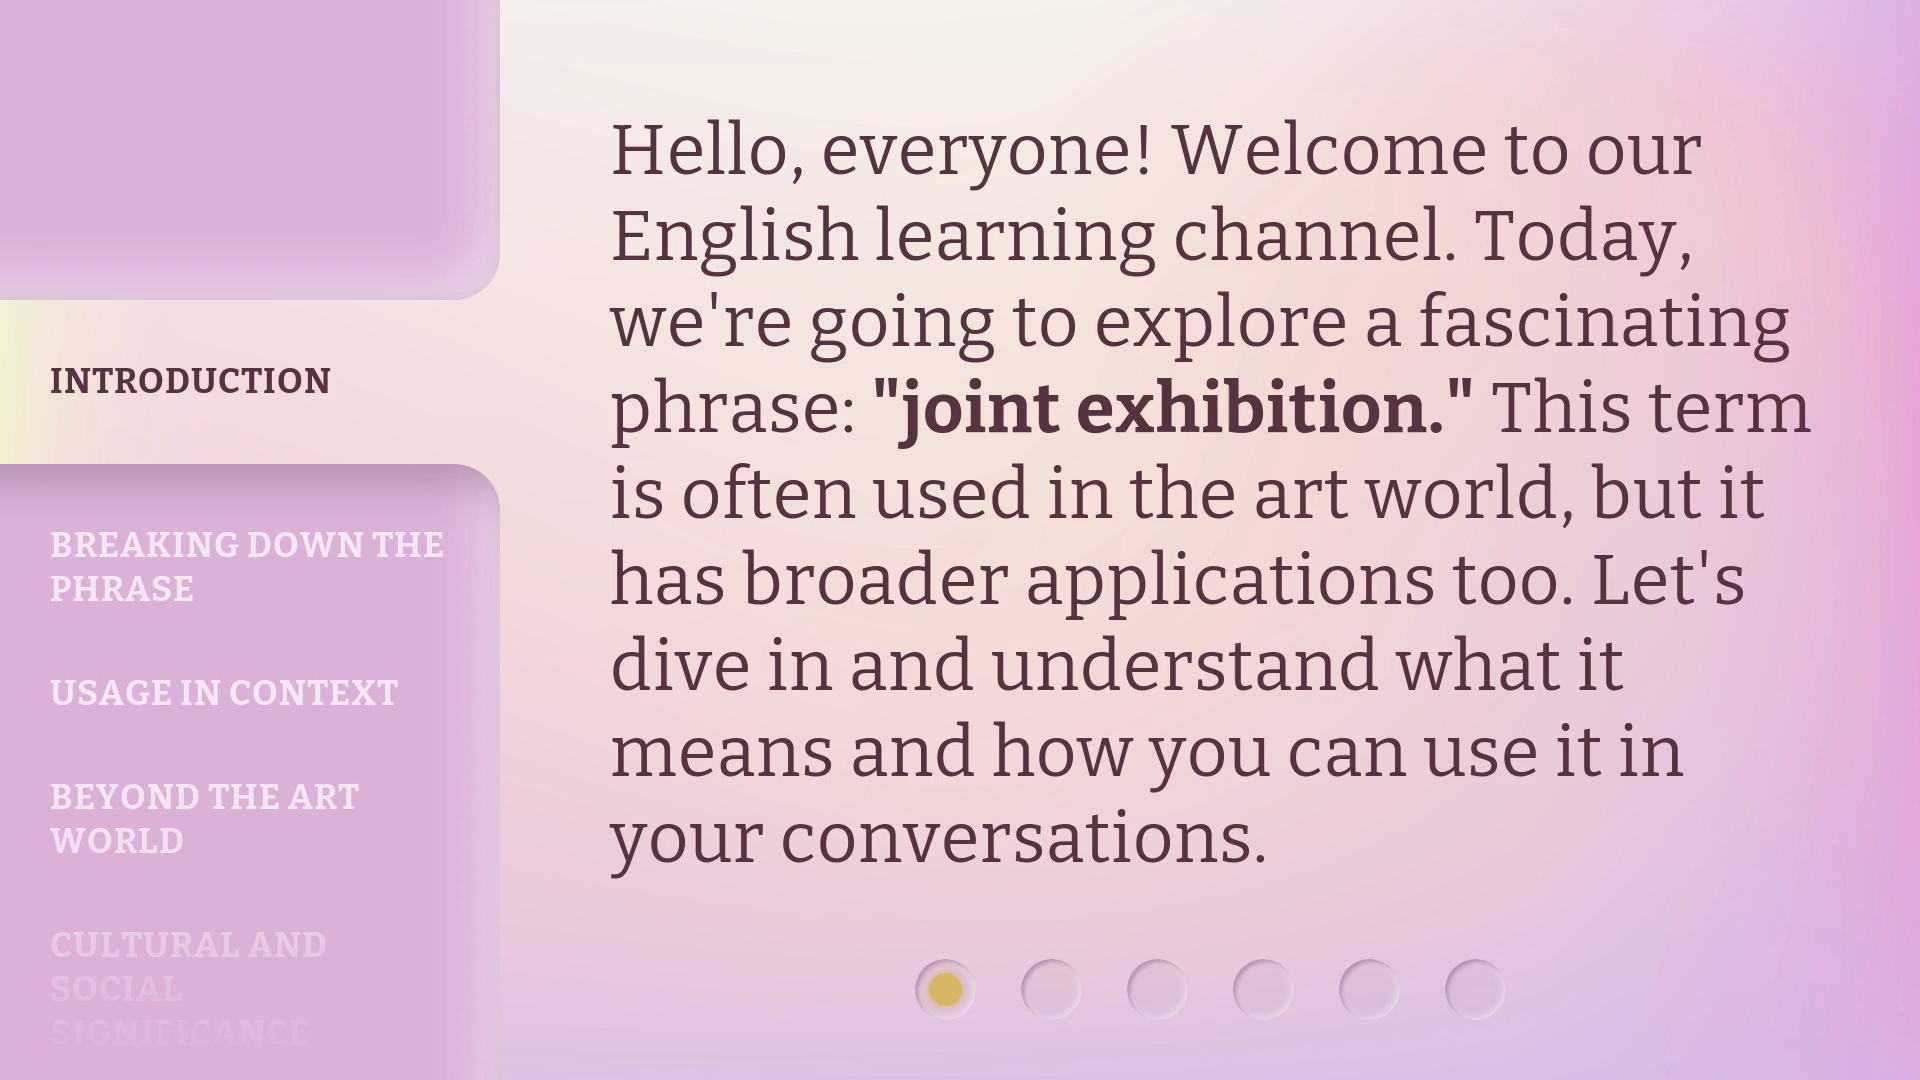 INTRODUCTION
BREAKING DOWN THE
PHRASE
USAGE IN CONTEXT
BEYOND THE ART
WORLD
CULTURAL AND
SOCIAL
SIGNIFICANCE
Hello, everyone! Welcome to our
English learning channel. Today,
we're going to explore a fascinating
phrase: "joint exhibition." This term
is often used in the art world, but it
has broader applications too. Let's
dive in and understand what it
means and how you can use it in
your conversations.